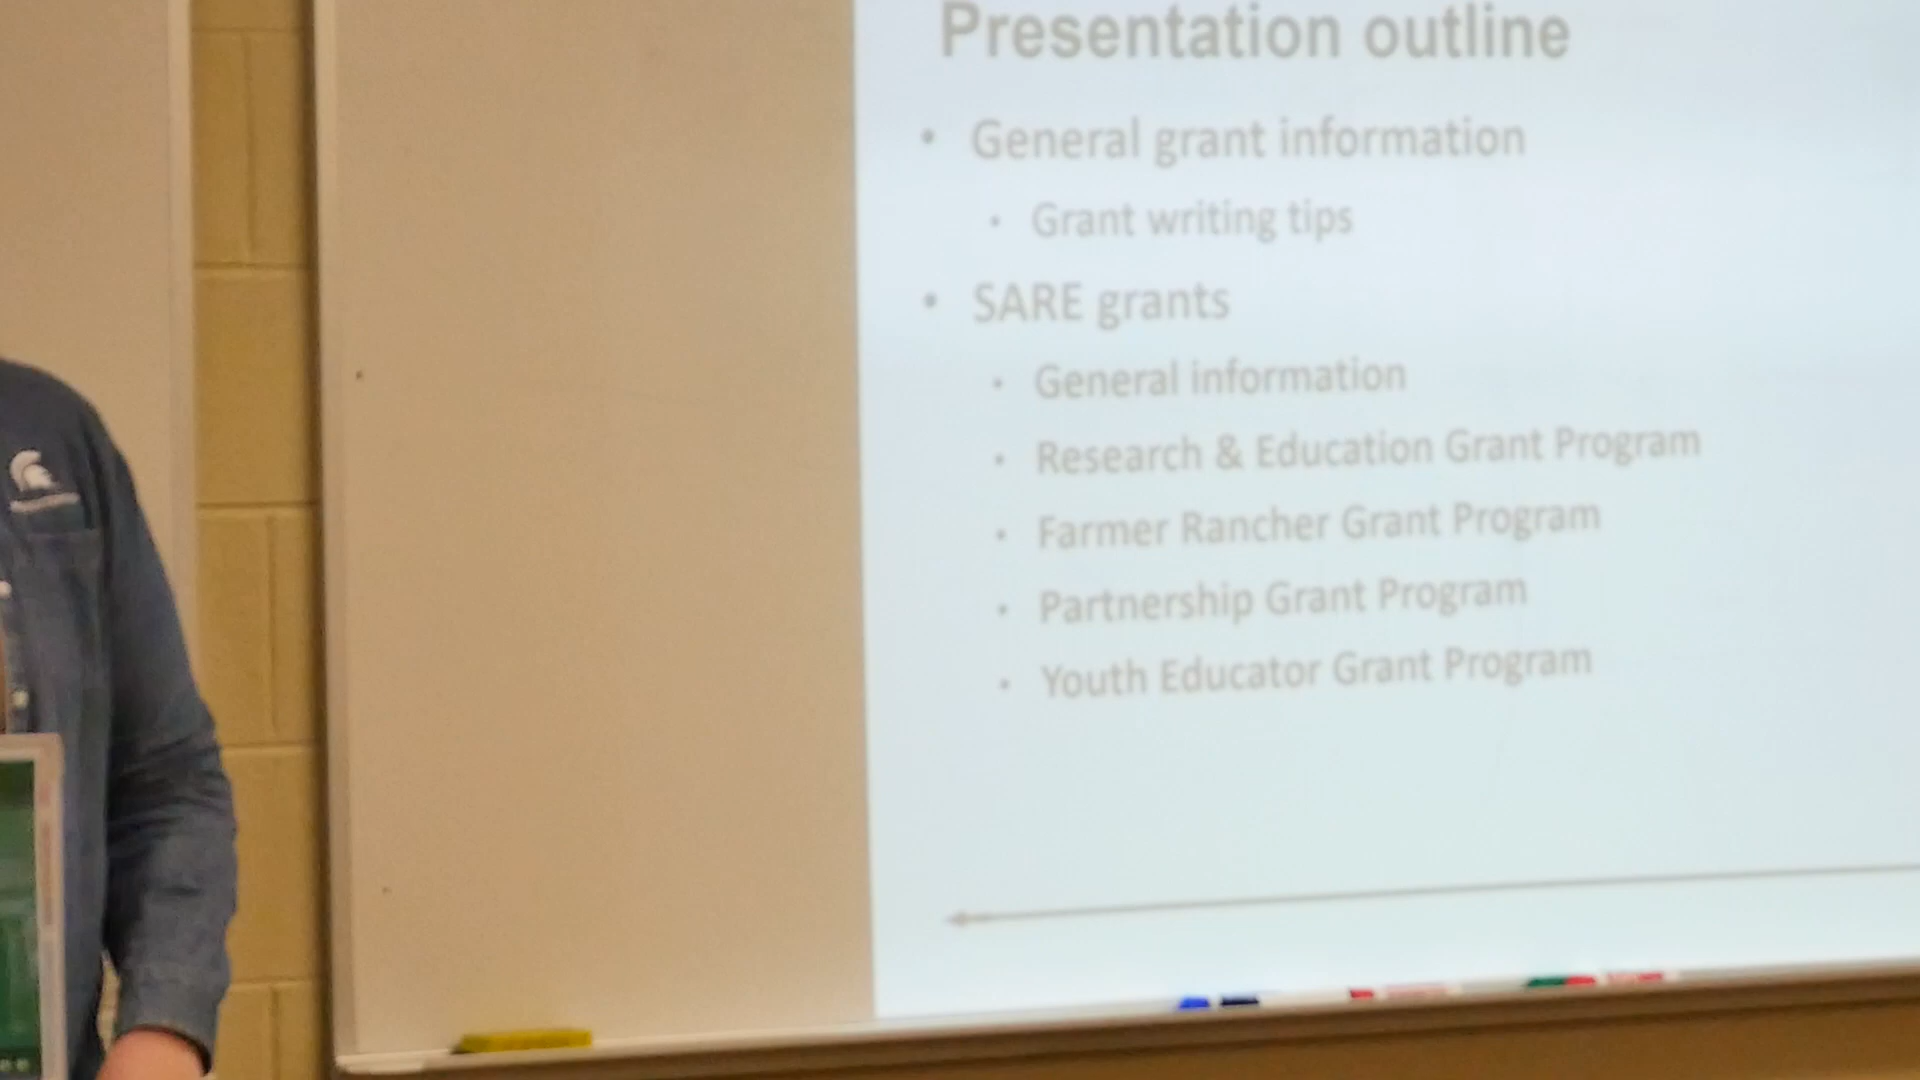 Presentation outline
• General grant information
• Grant writing tips
• SARE grants
• General information
• Research & Education Grant Program
• Farmer Rancher Grant Program
• Partnership Grant Program
• Youth Educator Grant Program